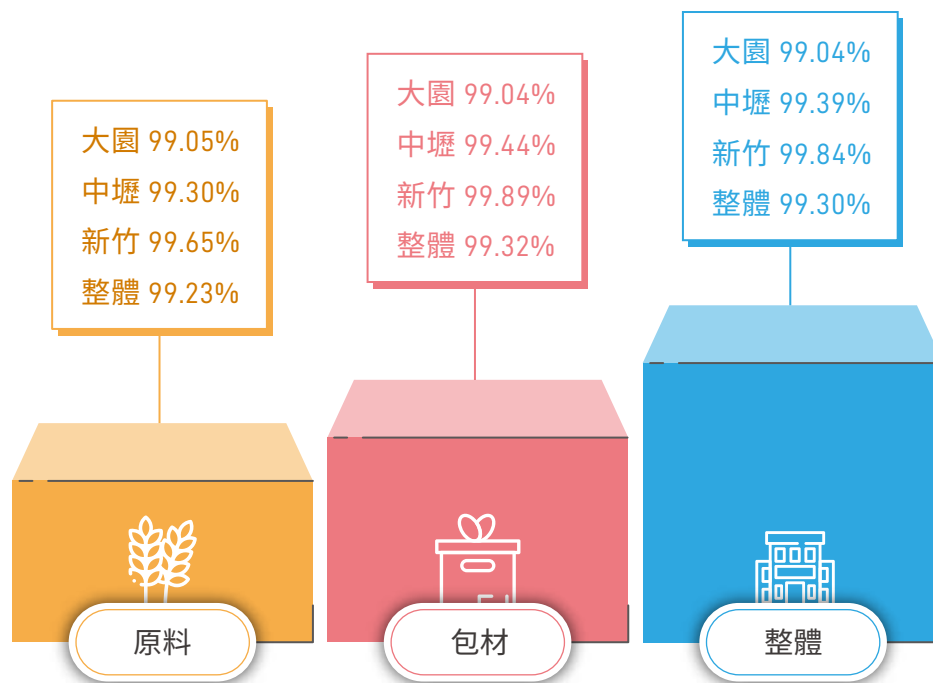 大園 99.05%
中壢 99.30%
新竹 99.65%
整體 99.23%
原料
大園 99.04%
中壢 99.44%
新竹 99.89%
整體 99.32%
包材
大園 99.04%
中壢 99.39%
新竹 99.84%
整體 99.30%
整體